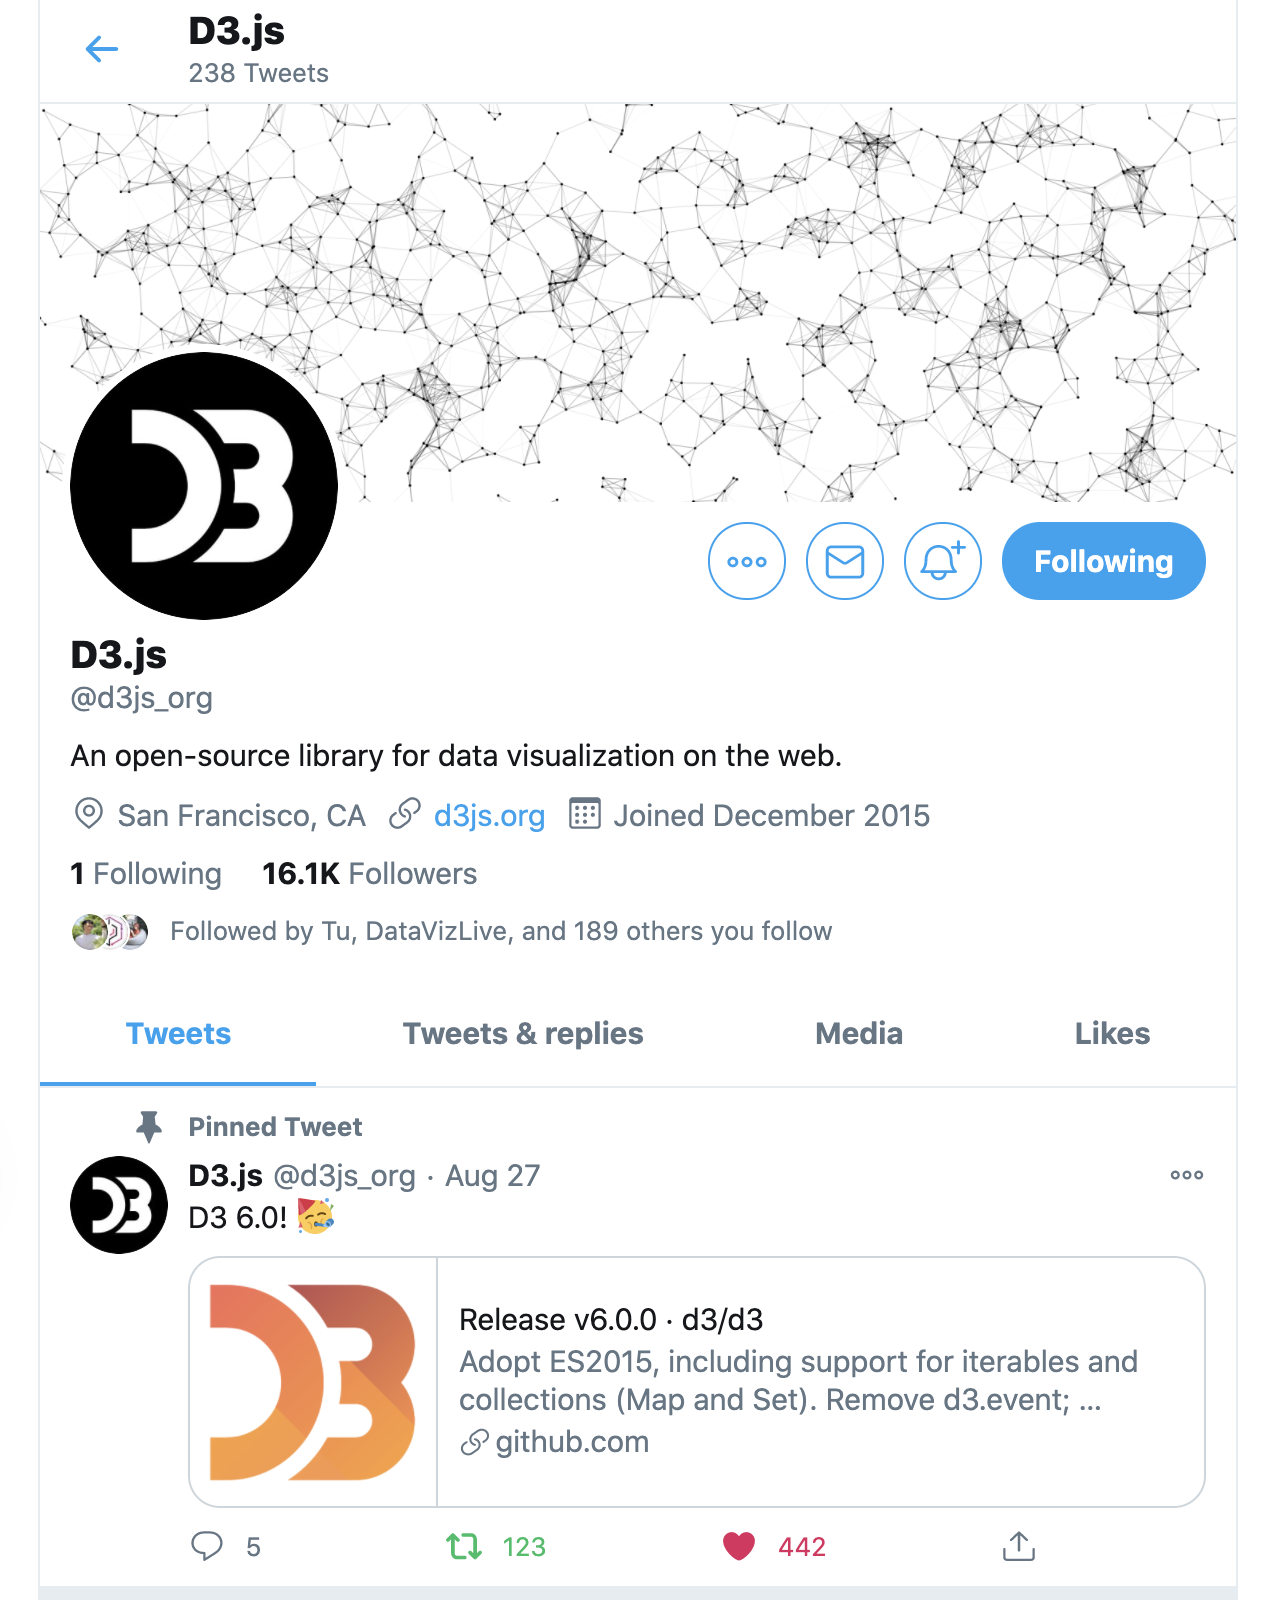 D3.js
238 Tweets
D3
Following
D3.js
@d3js_org
An open-source library for data visualization on the web.
San Francisco, CA d3js.org Joined December 2015
1 Following 16.1K Followers
Followed by Tu, DataVizLive, and 189 others you follow
Tweets Tweets & replies Media Likes
Pinned Tweet
D3.js @d3js_org · Aug 27
D3 6.0! 🥳
D3
D3
Release v6.0.0 · d3/d3
Adopt ES2015, including support for iterables and
collections (Map and Set). Remove d3.event; ...
github.com
5 123 442